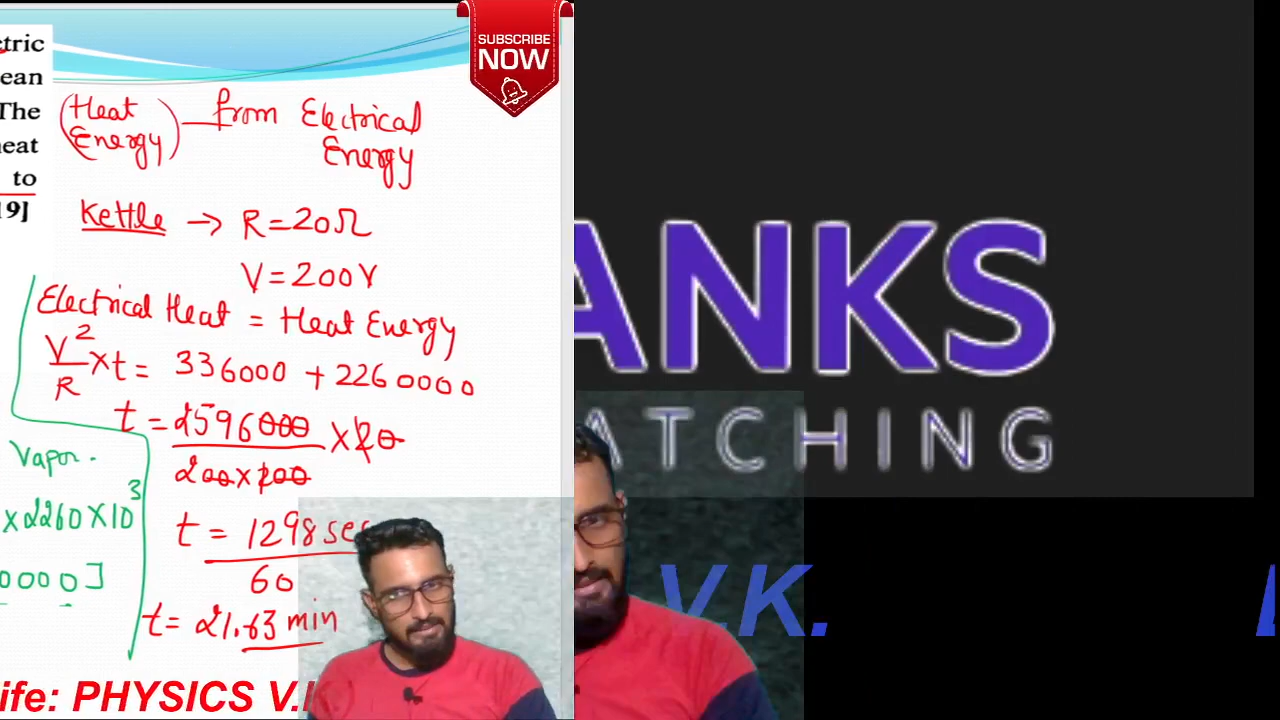 tric
ean
The
neat
to
19]
SUBSCRIBE
NOW
(Heat Energy) from Electrical Energy
Kettle → R = 20Ω
V = 200V
Electrical Heat = Heat Energy
V²/R × t = 336000 + 2260000
t = 2596000/200×200 × 20
t = 1298 sec
60
t = 21.63 min
Vapor.
× 2260 × 10³
0000]
ife: PHYSICS V.K
ANKS
ATCHING
V.K.